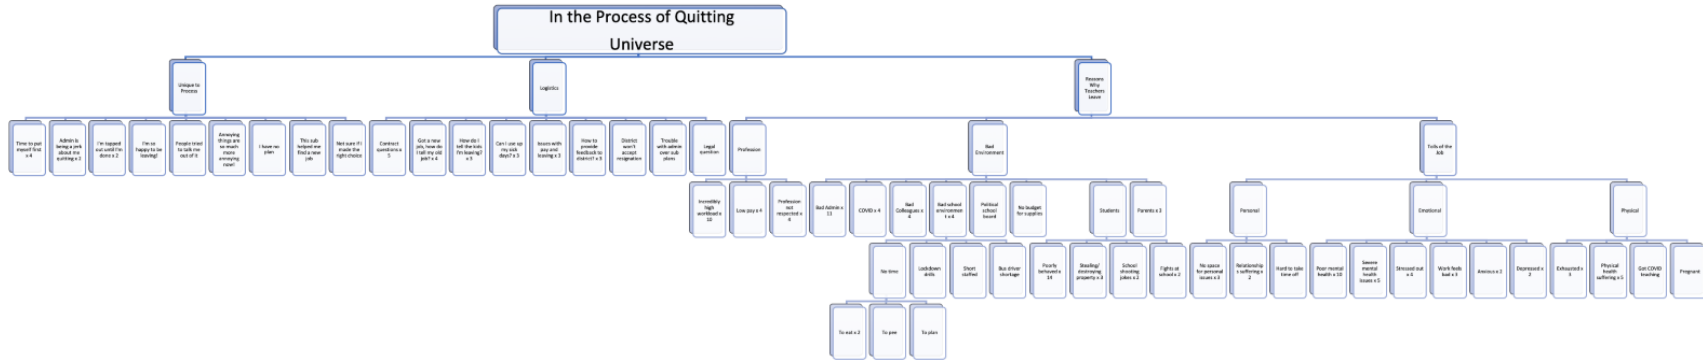 In the Process of Quitting
Universe
Unique to
Process
Logistics
Reasons
Why
Teachers
Leave
Time to put
myself first
x 4
Admin is
being a jerk
about me
quitting x 2
I'm tapped
out until I'm
done x 2
I'm so
happy to be
leaving!
People tried
to talk me
out of it
Annoying
things are
so much
more
annoying
now!
I have no
plan
This sub
helped me
find a new
job
Not sure if I
made the
right choice
Contract
questions x
5
Got a new
job, how do
I tell my old
job? x 4
How do I
tell the kids
I'm leaving?
x 3
Can I use up
my sick
days? x 3
Issues with
pay and
leaving x 3
How to
provide
feedback to
district? x 3
District
won't
accept
resignation
Trouble
with admin
over sub
plans
Legal
question
Profession
Bad
Environment
Tolls of the
Job
Incredibly
high
workload x
10
Low pay x 4
Profession
not
respected x
4
Bad Admin x
11
COVID x 4
Bad
Colleagues x
4
Bad school
environmen
t x4
Political
school
board
No budget
for supplies
Students
Parents x 3
Personal
Emotional
Physical
No time
Lockdown
drills
Short
staffed
Bus driver
shortage
Poorly
behaved x
14
Stealing/
destroying
property x 3
School
shooting
jokes x 2
Fights at
school x 2
No space
for personal
issues x 3
Relationship
s suffering x
2
Hard to take
time off
Poor mental
health x 10
Severe
mental
health
issues x 5
Stressed out
x 4
Work feels
bad x 3
Anxious x 2
Depressed x
2
Exhausted x
5
Physical
health
suffering x 5
Got COVID
teaching
Pregnant
To eat x 2
To pee
To plan